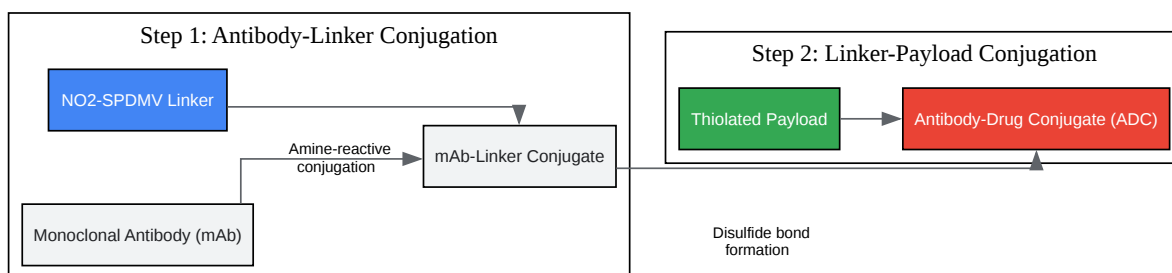 Step 1: Antibody-Linker Conjugation
NO2-SPDMV Linker
Amine-reactive
conjugation
mAb-Linker Conjugate
Monoclonal Antibody (mAb)
Step 2: Linker-Payload Conjugation
Thiolated Payload
Antibody-Drug Conjugate (ADC)
Disulfide bond
formation